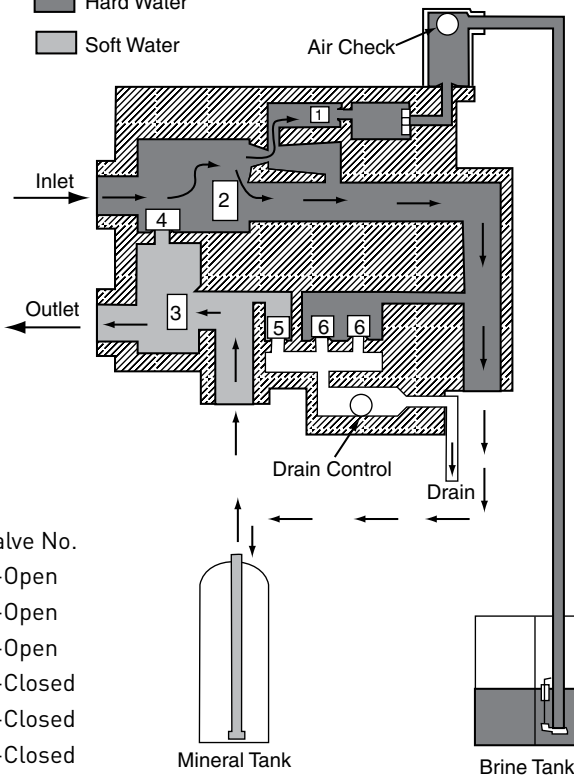 Hard Water
Soft Water
Air Check
1
Inlet
2
4
Outlet
3
5
6
6
Drain Control
Drain
alve No.
-Open
-Open
-Open
-Closed
-Closed
-Closed
Mineral Tank
Brine Tank